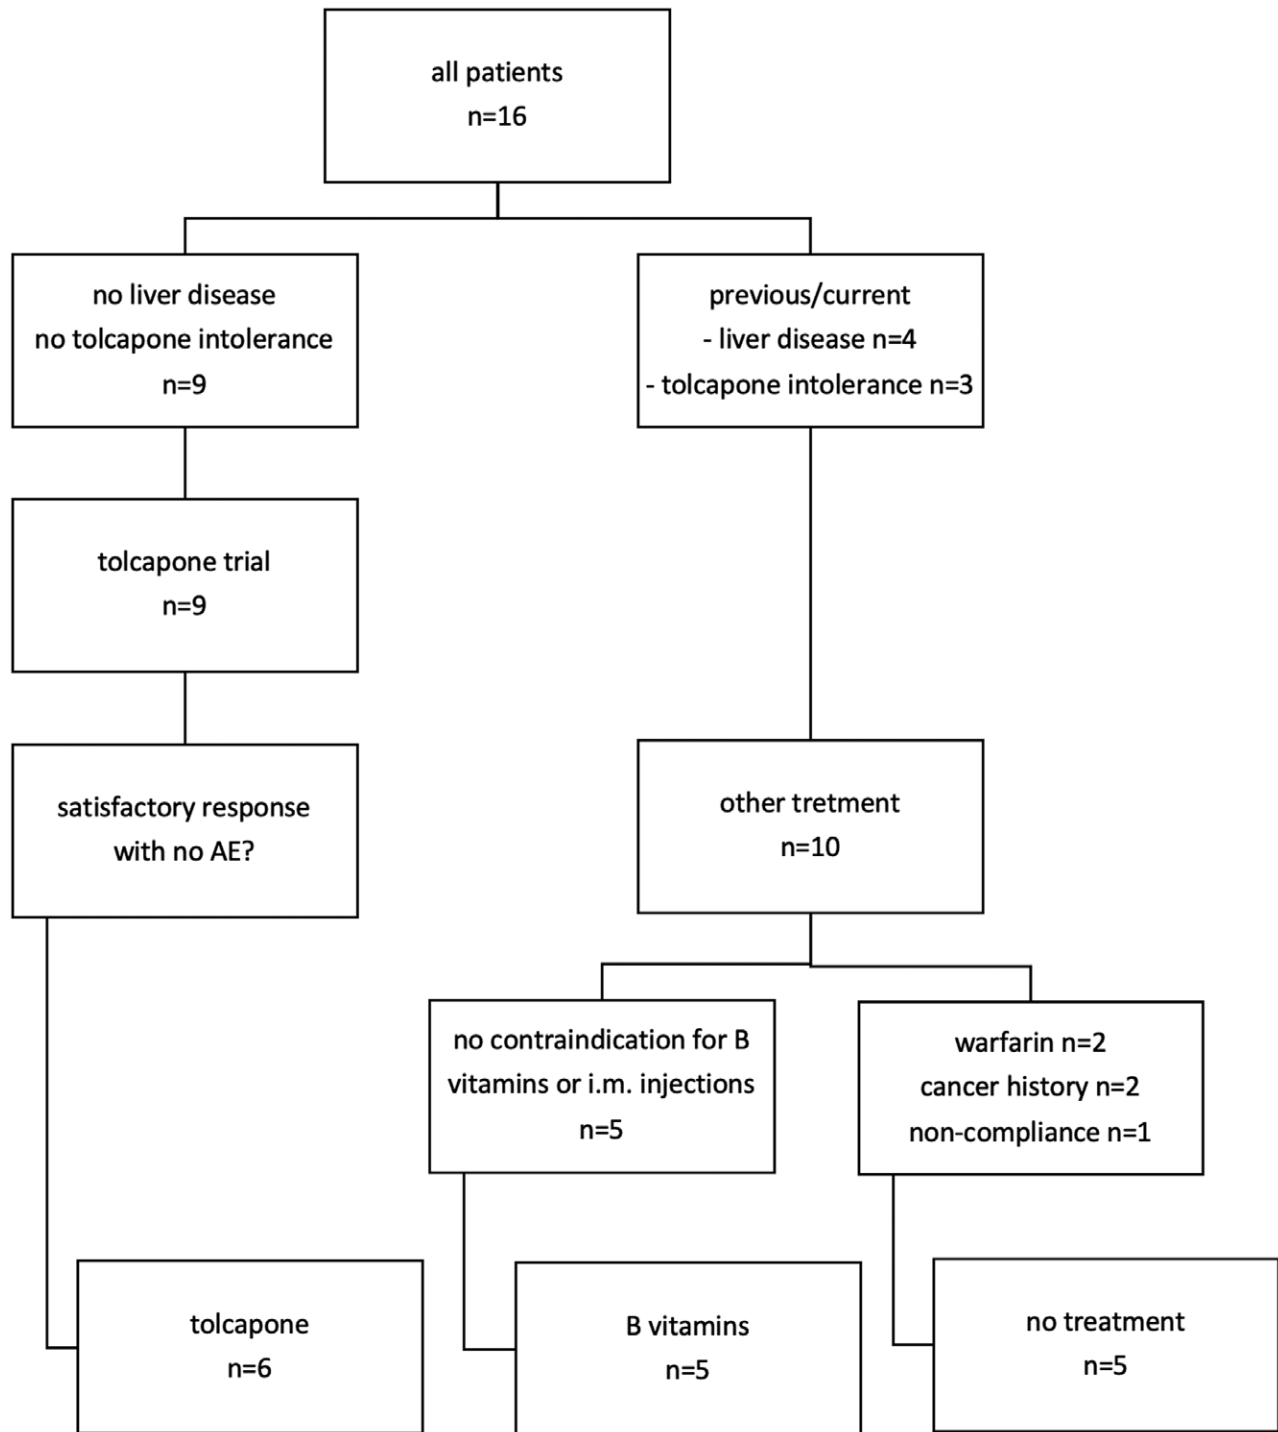 all patients
n=16
no liver disease
no tolcapone intolerance
n=9
previous/current
- liver disease n=4
- tolcapone intolerance n=3
tolcapone trial
n=9
satisfactory response
with no AE?
other tretment
n=10
no contraindication for B
vitamins or i.m. injections
n=5
warfarin n=2
cancer history n=2
non-compliance n=1
tolcapone
n=6
B vitamins
n=5
no treatment
n=5